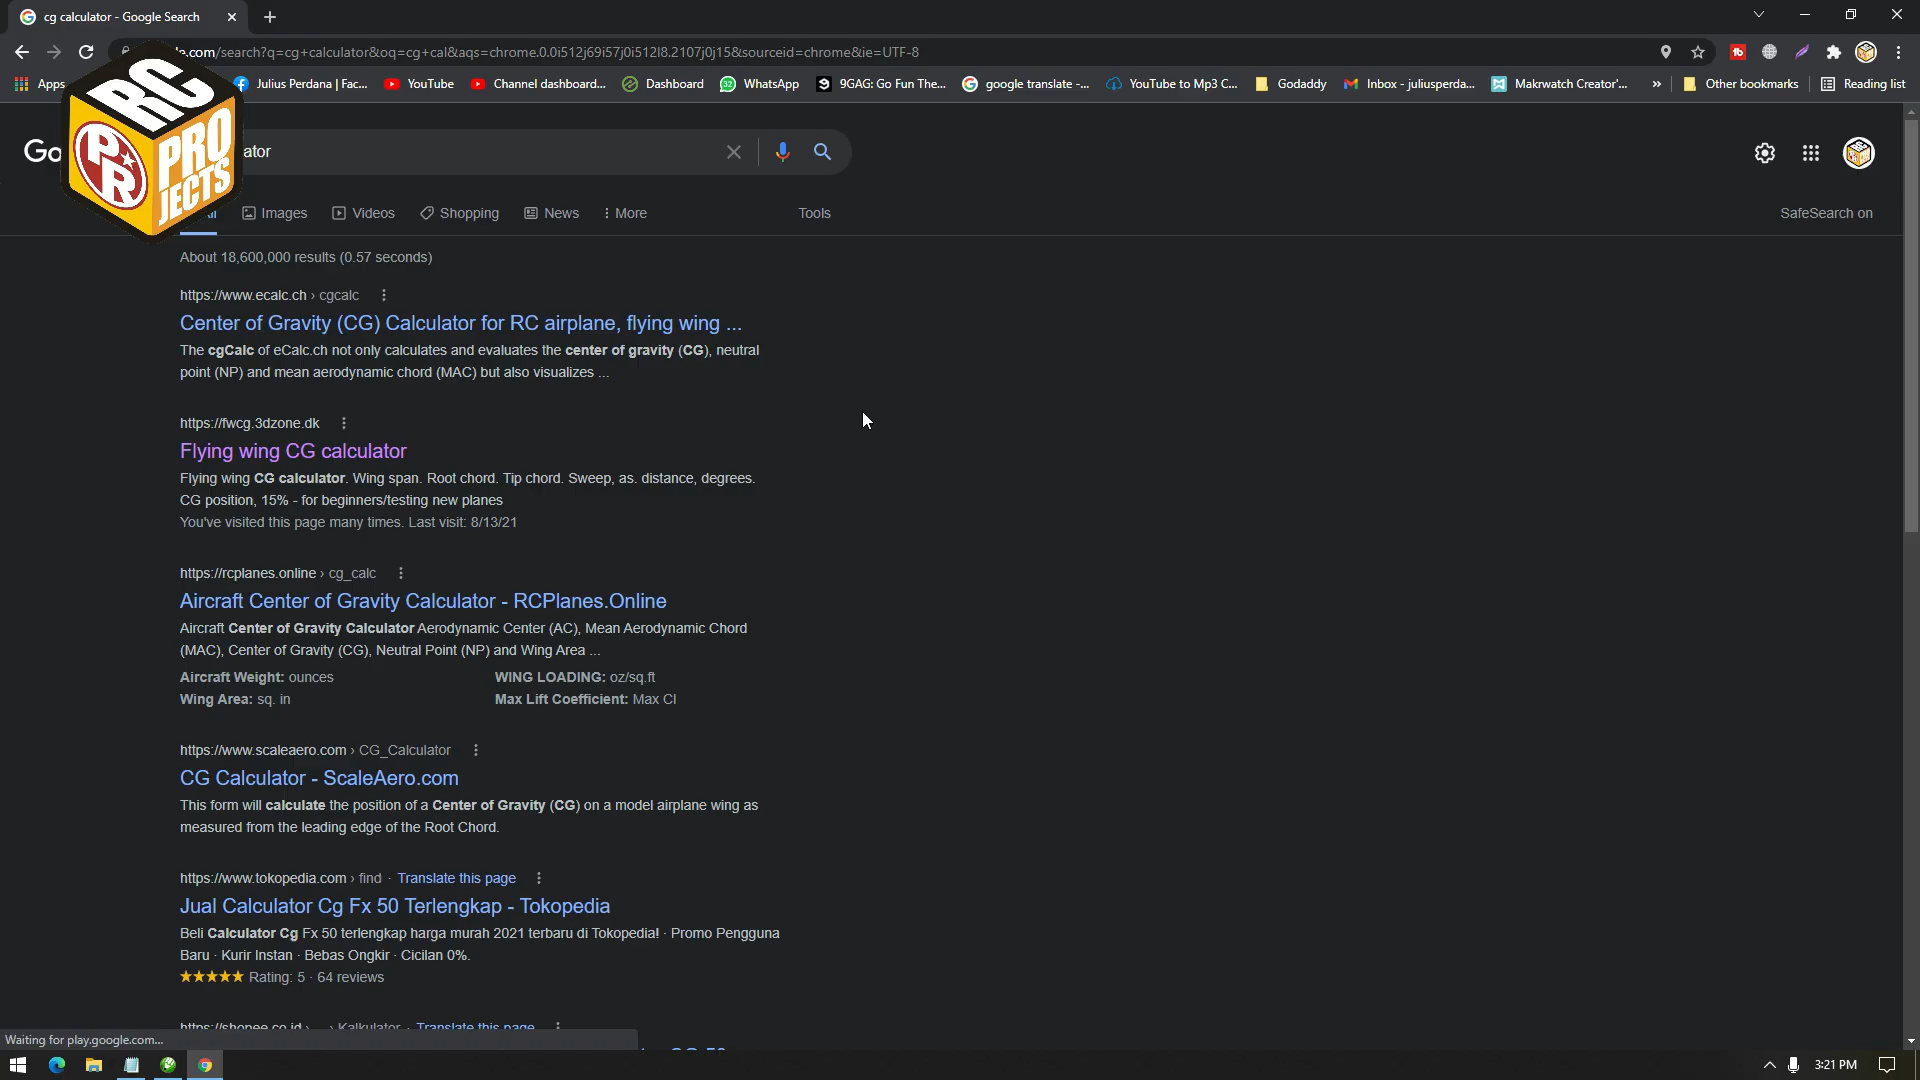 cg calculator - Google Search
.com/search?q=cg+calculator&oq=cg+cal&aqs=chrome.0.0i512j69i57j0i512l8.2107j0j15&sourceid=chrome&ie=UTF-8
Apps
Julius Perdana | Fac...
YouTube
Channel dashboard...
Dashboard
WhatsApp
9GAG: Go Fun The...
google translate -...
YouTube to Mp3 C...
Godaddy
Inbox - juliusperda...
Makrwatch Creator'...
»
Other bookmarks
Reading list
RC
PR
PRO
JECTS
Go
ator
Images
Videos
Shopping
News
More
Tools
SafeSearch on
About 18,600,000 results (0.57 seconds)
https://www.ecalc.ch › cgcalc
Center of Gravity (CG) Calculator for RC airplane, flying wing ...
The cgCalc of eCalc.ch not only calculates and evaluates the center of gravity (CG), neutral
point (NP) and mean aerodynamic chord (MAC) but also visualizes ...
https://fwcg.3dzone.dk
Flying wing CG calculator
Flying wing CG calculator. Wing span. Root chord. Tip chord. Sweep, as. distance, degrees.
CG position, 15% - for beginners/testing new planes
You've visited this page many times. Last visit: 8/13/21
https://rcplanes.online › cg_calc
Aircraft Center of Gravity Calculator - RCPlanes.Online
Aircraft Center of Gravity Calculator Aerodynamic Center (AC), Mean Aerodynamic Chord
(MAC), Center of Gravity (CG), Neutral Point (NP) and Wing Area ...
Aircraft Weight: ounces
WING LOADING: oz/sq.ft
Wing Area: sq. in
Max Lift Coefficient: Max Cl
https://www.scaleaero.com › CG_Calculator
CG Calculator - ScaleAero.com
This form will calculate the position of a Center of Gravity (CG) on a model airplane wing as
measured from the leading edge of the Root Chord.
https://www.tokopedia.com › find · Translate this page
Jual Calculator Cg Fx 50 Terlengkap - Tokopedia
Beli Calculator Cg Fx 50 terlengkap harga murah 2021 terbaru di Tokopedia! · Promo Pengguna
Baru · Kurir Instan · Bebas Ongkir · Cicilan 0%.
★★★★★ Rating: 5 · 64 reviews
https://shopee.co.id › ... › Kalkulator · Translate this page
Waiting for play.google.com...
3:21 PM